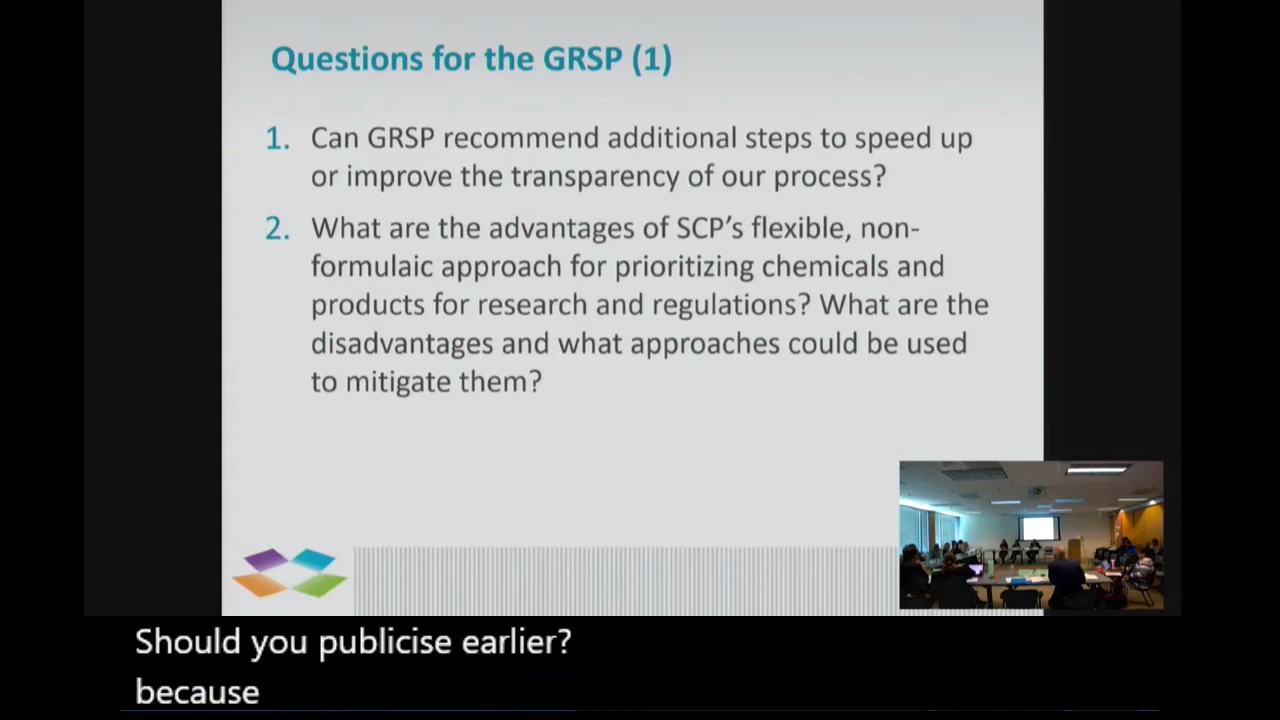 Questions for the GRSP (1)
1. Can GRSP recommend additional steps to speed up
or improve the transparency of our process?
2. What are the advantages of SCP's flexible, non-
formulaic approach for prioritizing chemicals and
products for research and regulations? What are the
disadvantages and what approaches could be used
to mitigate them?
Should you publicise earlier?
because